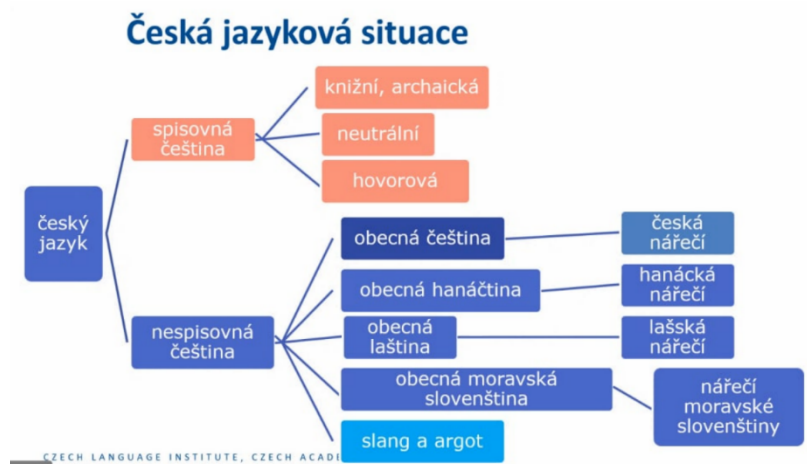 Česká jazyková situace
český
jazyk
spisovná
čeština
knižní, archaická
neutrální
hovorová
nespisovná
čeština
obecná čeština
česká
nářečí
obecná hanáčtina
hanácká
nářečí
obecná
laština
lašská
nářečí
obecná moravská
slovenština
nářečí
moravské
slovenštiny
slang a argot
CZECH LANGUAGE INSTITUTE, CZECH ACADE